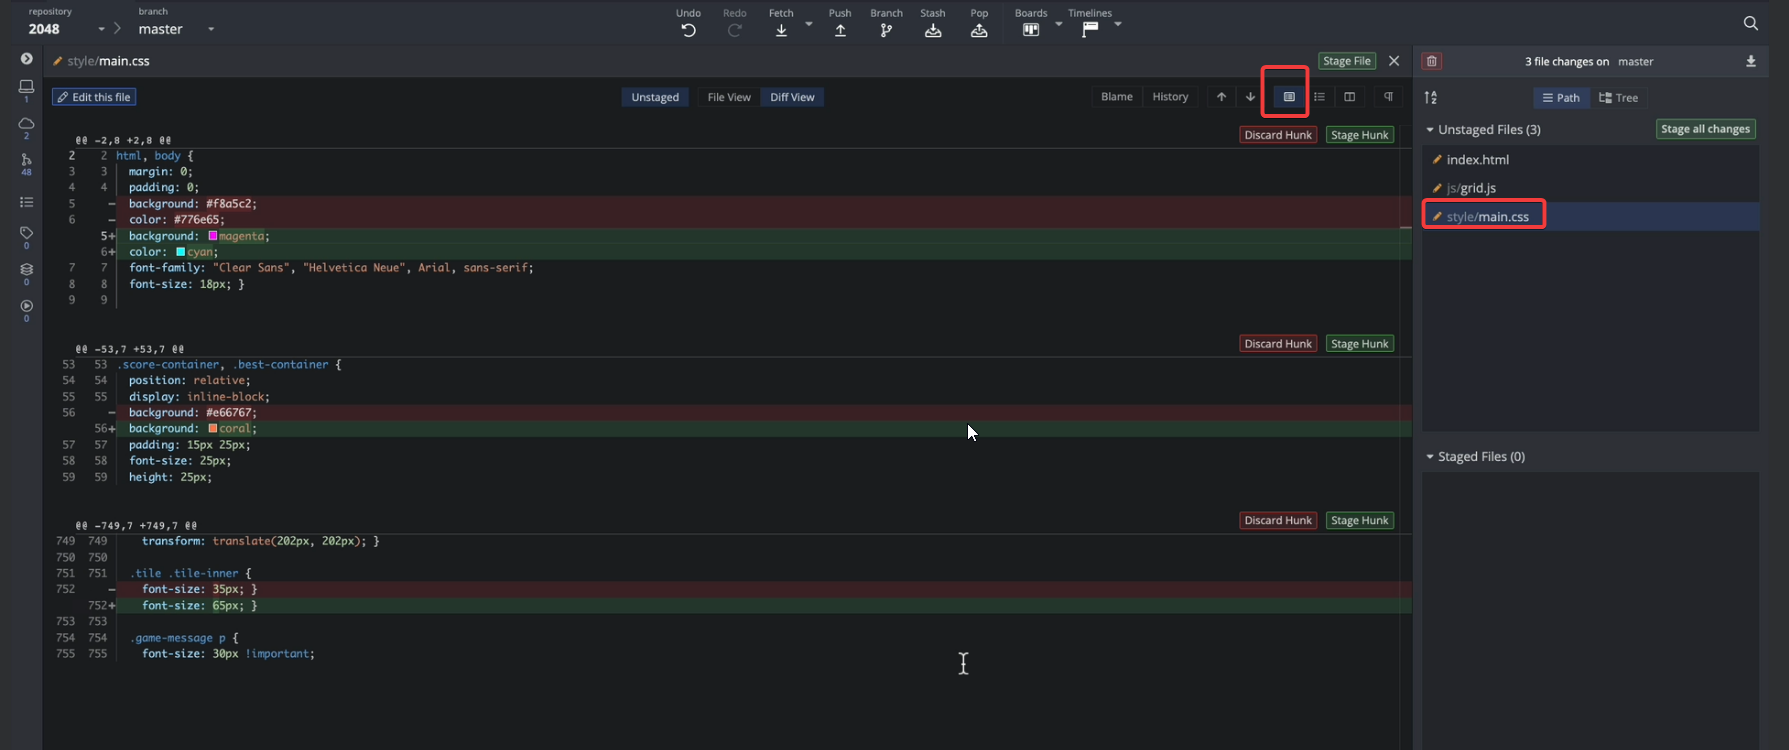 repository
2048
branch
master
Undo
Redo
Fetch
Push
Branch
Stash
Pop
Boards
Timelines
1
2
48
0
0
0
style/main.css
Stage File
Edit this file
Unstaged
File View
Diff View
Blame
History
@@ -2,8 +2,8 @@
Discard Hunk
Stage Hunk
2 2 html, body {
3 3 margin: 0;
4 4 padding: 0;
5 − background: #f8a5c2;
6 − color: #776e65;
5+ background: magenta;
6+ color: cyan;
7 7 font-family: "Clear Sans", "Helvetica Neue", Arial, sans-serif;
8 8 font-size: 18px; }
9 9
@@ -53,7 +53,7 @@
Discard Hunk
Stage Hunk
53 53 .score-container, .best-container {
54 54 position: relative;
55 55 display: inline-block;
56 − background: #e66767;
56+ background: coral;
57 57 padding: 15px 25px;
58 58 font-size: 25px;
59 59 height: 25px;
@@ -749,7 +749,7 @@
Discard Hunk
Stage Hunk
749 749 transform: translate(202px, 202px); }
750 750
751 751 .tile .tile-inner {
752 − font-size: 35px; }
752+ font-size: 65px; }
753 753
754 754 .game-message p {
755 755 font-size: 30px !important;
3 file changes on master
Path
Tree
Unstaged Files (3)
Stage all changes
index.html
js/grid.js
style/main.css
Staged Files (0)